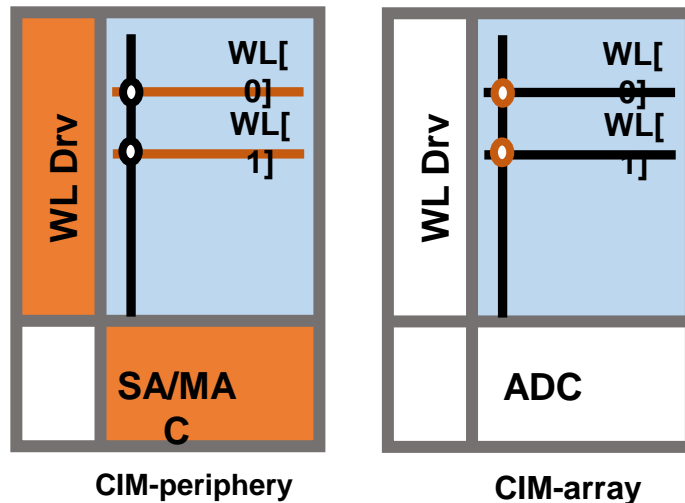 WL Drv
WL[
0]
WL[
1]
SA/MA
C
CIM-periphery
WL Drv
WL[
0]
WL[
1]
ADC
CIM-array